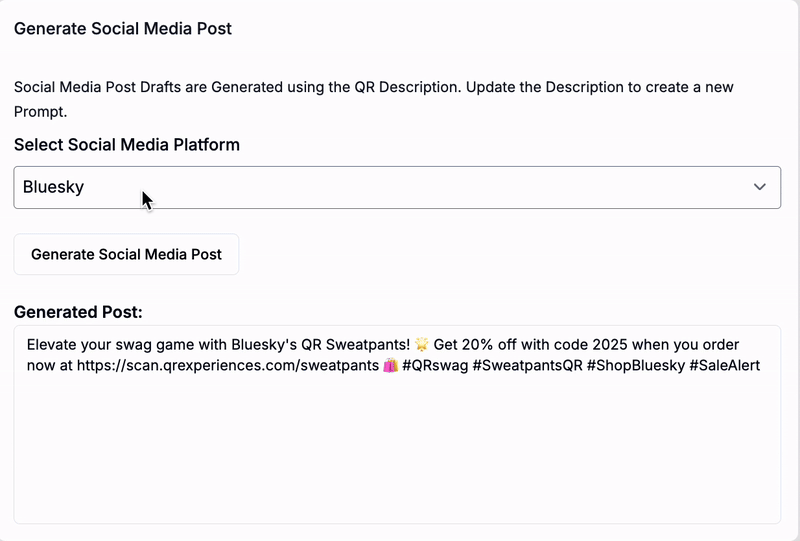 Generate Social Media Post
Social Media Post Drafts are Generated using the QR Description. Update the Description to create a new
Prompt.
Select Social Media Platform
Bluesky
Generate Social Media Post
Generated Post:
Elevate your swag game with Bluesky's QR Sweatpants! 🌟 Get 20% off with code 2025 when you order
now at https://scan.qrexperiences.com/sweatpants 🛍️ #QRswag #SweatpantsQR #ShopBluesky #SaleAlert